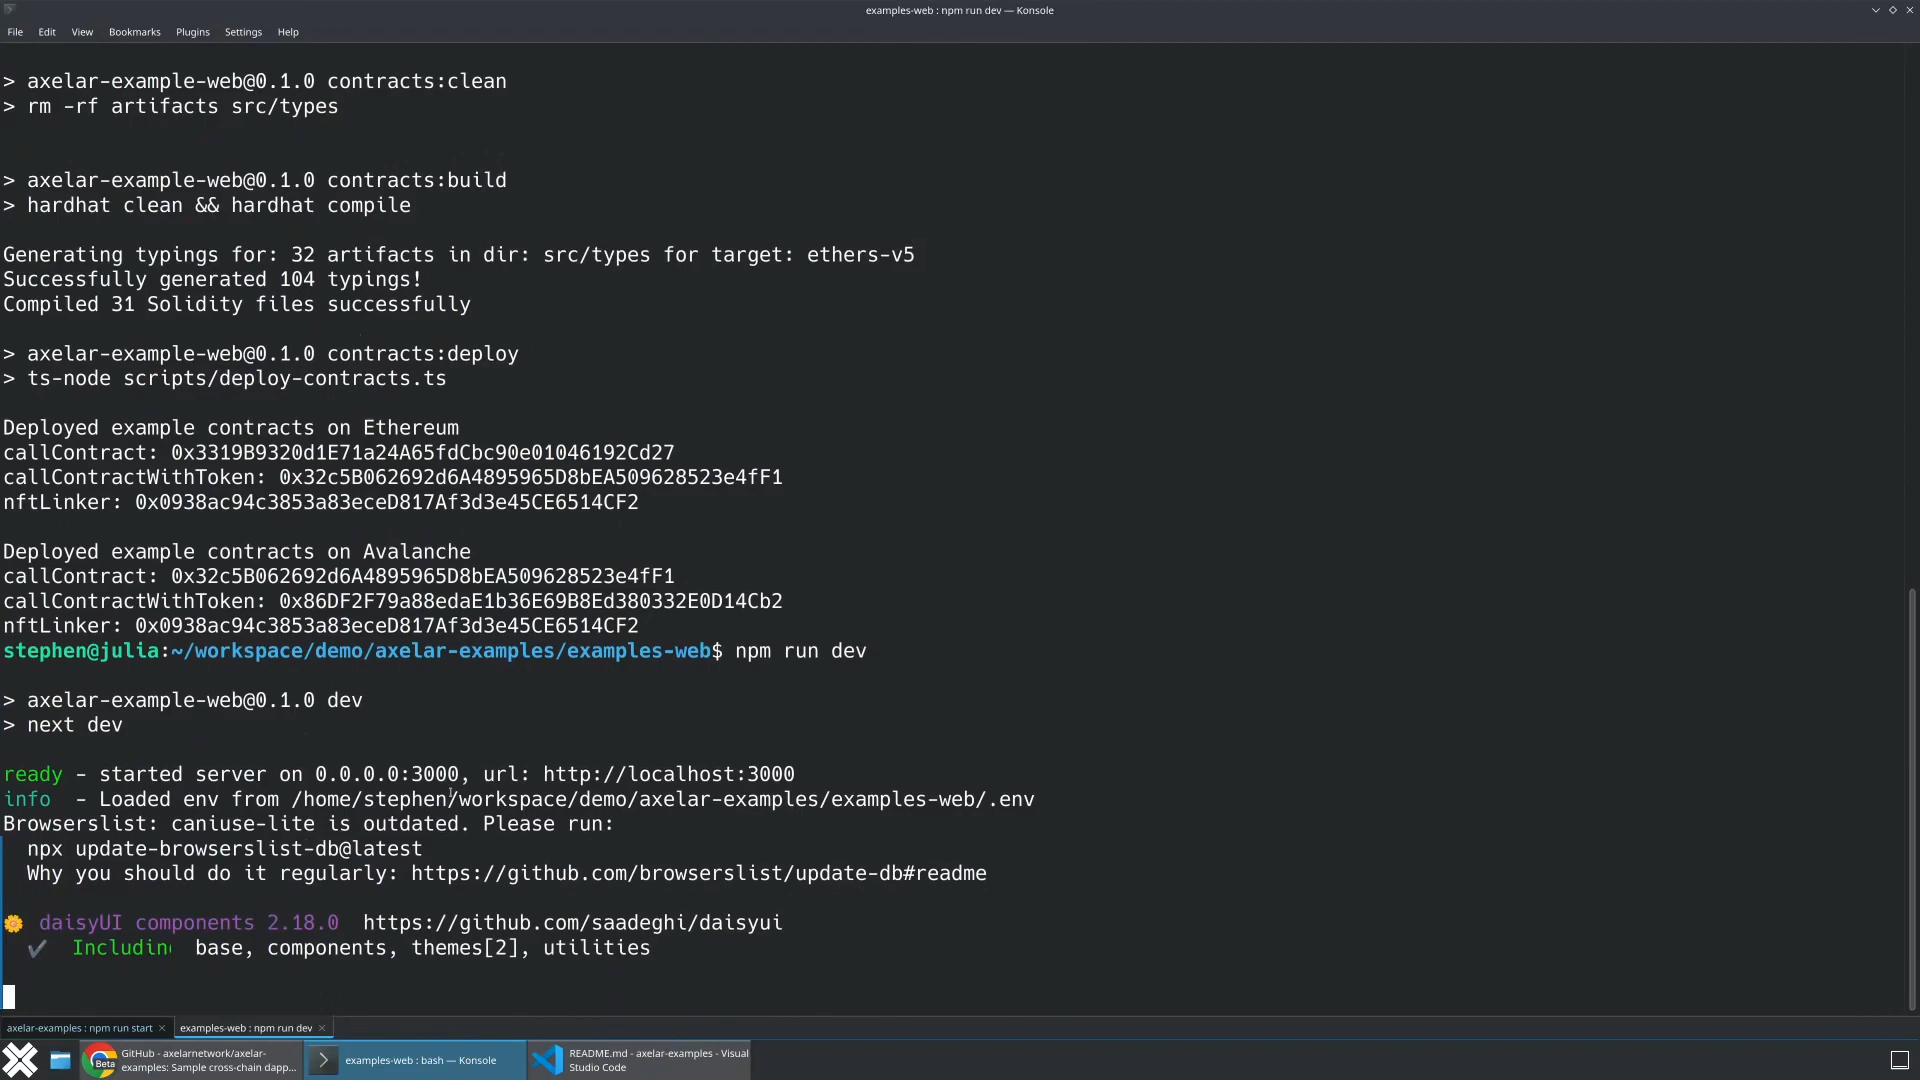 examples-web : npm run dev — Konsole
File Edit View Bookmarks Plugins Settings Help
> axelar-example-web@0.1.0 contracts:clean
> rm -rf artifacts src/types
> axelar-example-web@0.1.0 contracts:build
> hardhat clean && hardhat compile
Generating typings for: 32 artifacts in dir: src/types for target: ethers-v5
Successfully generated 104 typings!
Compiled 31 Solidity files successfully
> axelar-example-web@0.1.0 contracts:deploy
> ts-node scripts/deploy-contracts.ts
Deployed example contracts on Ethereum
callContract: 0x3319B9320d1E71a24A65fdCbc90e01046192Cd27
callContractWithToken: 0x32c5B062692d6A4895965D8bEA509628523e4fF1
nftLinker: 0x0938ac94c3853a83eceD817Af3d3e45CE6514CF2
Deployed example contracts on Avalanche
callContract: 0x32c5B062692d6A4895965D8bEA509628523e4fF1
callContractWithToken: 0x86DF2F79a88edaE1b36E69B8Ed380332E0D14Cb2
nftLinker: 0x0938ac94c3853a83eceD817Af3d3e45CE6514CF2
stephen@julia:~/workspace/demo/axelar-examples/examples-web$ npm run dev
> axelar-example-web@0.1.0 dev
> next dev
ready - started server on 0.0.0.0:3000, url: http://localhost:3000
info - Loaded env from /home/stephen/workspace/demo/axelar-examples/examples-web/.env
Browserslist: caniuse-lite is outdated. Please run:
npx update-browserslist-db@latest
Why you should do it regularly: https://github.com/browserslist/update-db#readme
daisyUI components 2.18.0 https://github.com/saadeghi/daisyui
✔ Including base, components, themes[2], utilities
axelar-examples : npm run start examples-web : npm run dev
Beta
GitHub - axelarnetwork/axelar-
examples: Sample cross-chain dapp...
examples-web : bash — Konsole
README.md - axelar-examples - Visual
Studio Code